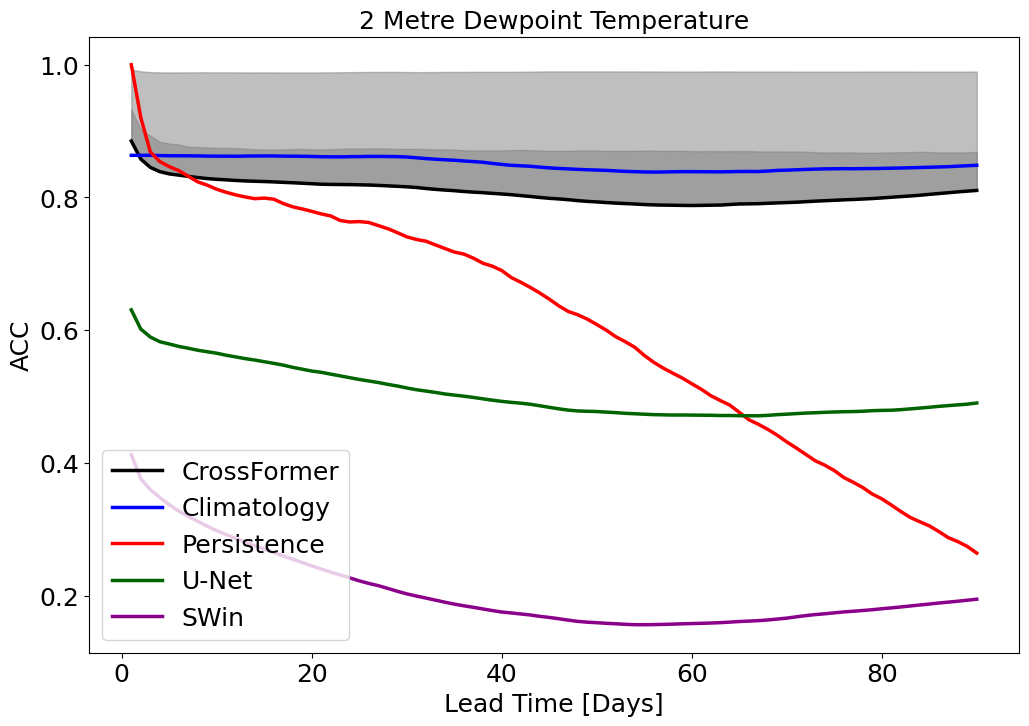 2 Metre Dewpoint Temperature
ACC
1.0
0.8
0.6
0.4
0.2
CrossFormer
Climatology
Persistence
U-Net
SWin
0 20 40 60 80
Lead Time [Days]